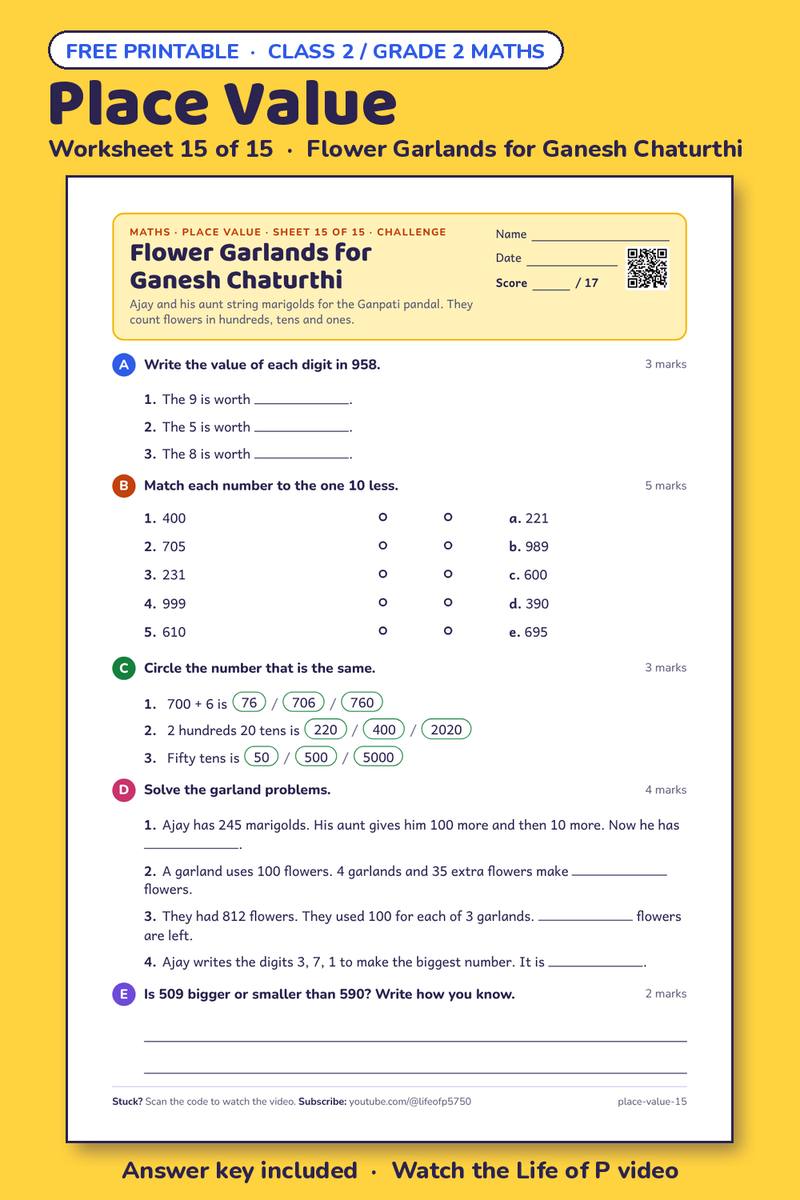 FREE PRINTABLE · CLASS 2 / GRADE 2 MATHS
Place Value
Worksheet 15 of 15 · Flower Garlands for Ganesh Chaturthi
MATHS · PLACE VALUE · SHEET 15 OF 15 · CHALLENGE
Flower Garlands for
Ganesh Chaturthi
Ajay and his aunt string marigolds for the Ganpati pandal. They
count flowers in hundreds, tens and ones.
Name ____________
Date ____________
Score _____ / 17
A Write the value of each digit in 958. 3 marks
1. The 9 is worth ____________.
2. The 5 is worth ____________.
3. The 8 is worth ____________.
B Match each number to the one 10 less. 5 marks
1. 400 a. 221
2. 705 b. 989
3. 231 c. 600
4. 999 d. 390
5. 610 e. 695
C Circle the number that is the same. 3 marks
1. 700 + 6 is 76 / 706 / 760
2. 2 hundreds 20 tens is 220 / 400 / 2020
3. Fifty tens is 50 / 500 / 5000
D Solve the garland problems. 4 marks
1. Ajay has 245 marigolds. His aunt gives him 100 more and then 10 more. Now he has
____________.
2. A garland uses 100 flowers. 4 garlands and 35 extra flowers make ____________
flowers.
3. They had 812 flowers. They used 100 for each of 3 garlands. ____________ flowers
are left.
4. Ajay writes the digits 3, 7, 1 to make the biggest number. It is ____________.
E Is 509 bigger or smaller than 590? Write how you know. 2 marks
Stuck? Scan the code to watch the video. Subscribe: youtube.com/@lifeofp5750 place-value-15
Answer key included · Watch the Life of P video